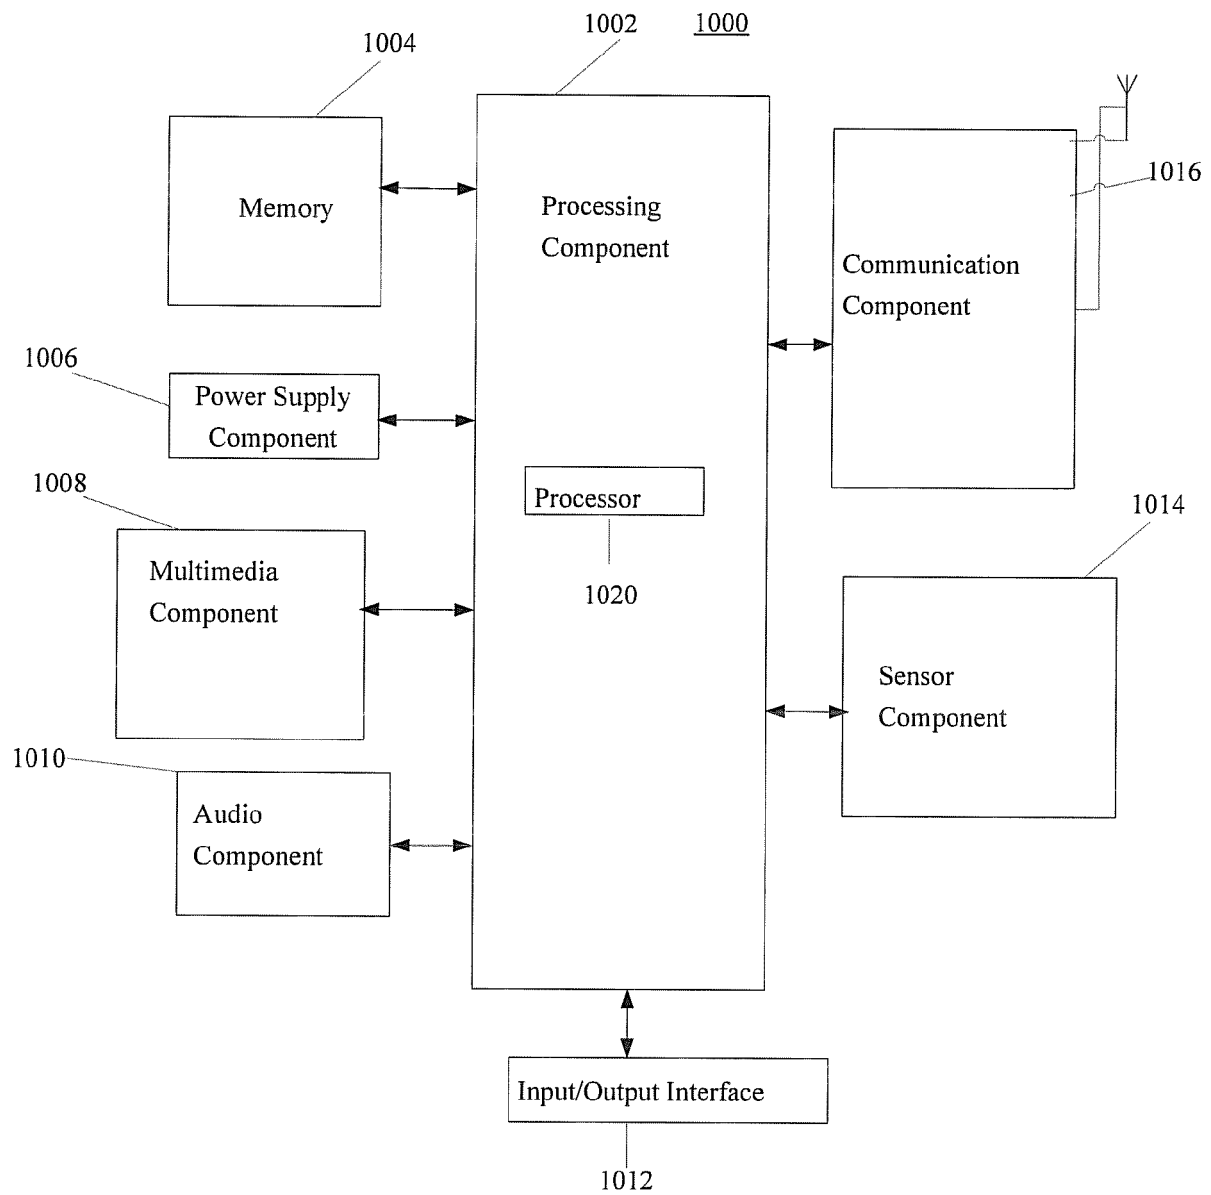 1002
1000
1004
Memory
Processing
Component
1016
Communication
Component
1006
Power Supply
Component
1008
Processor
1014
Multimedia
Component
1020
Sensor
Component
1010
Audio
Component
Input/Output Interface
1012